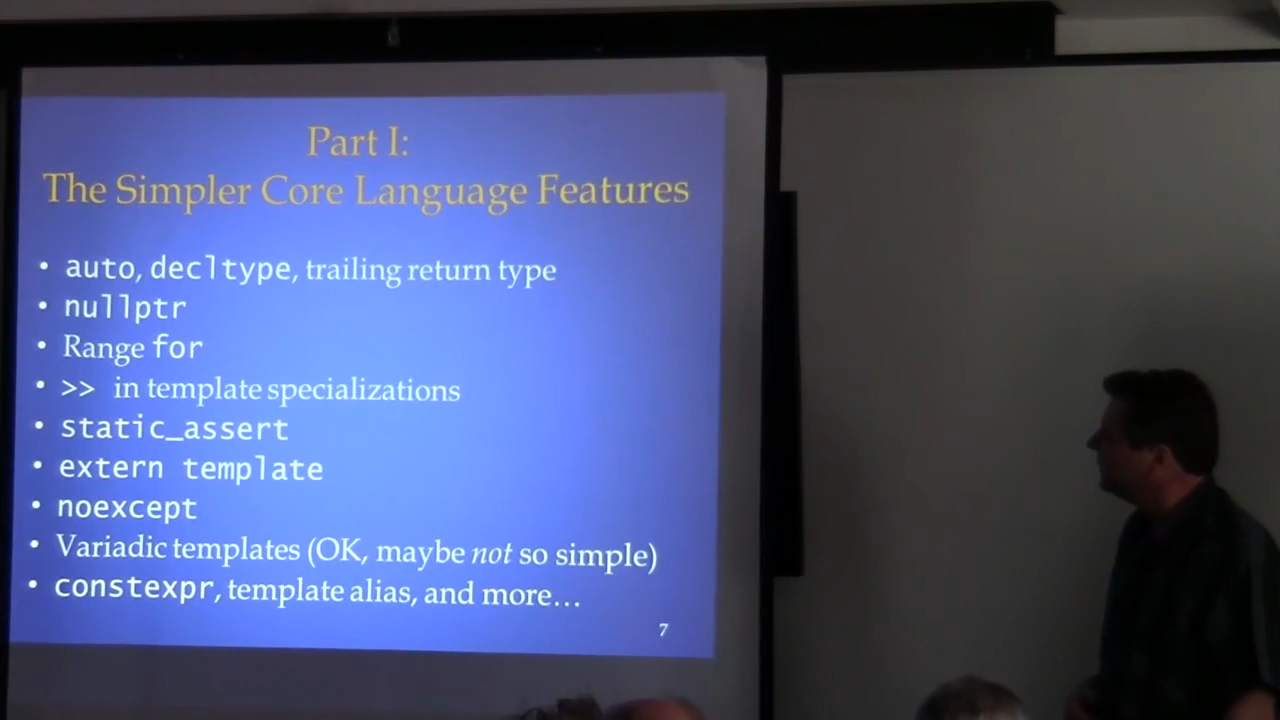 Part I:
The Simpler Core Language Features
• auto, decltype, trailing return type
• nullptr
• Range for
• >> in template specializations
• static_assert
• extern template
• noexcept
• Variadic templates (OK, maybe not so simple)
• constexpr, template alias, and more…
7